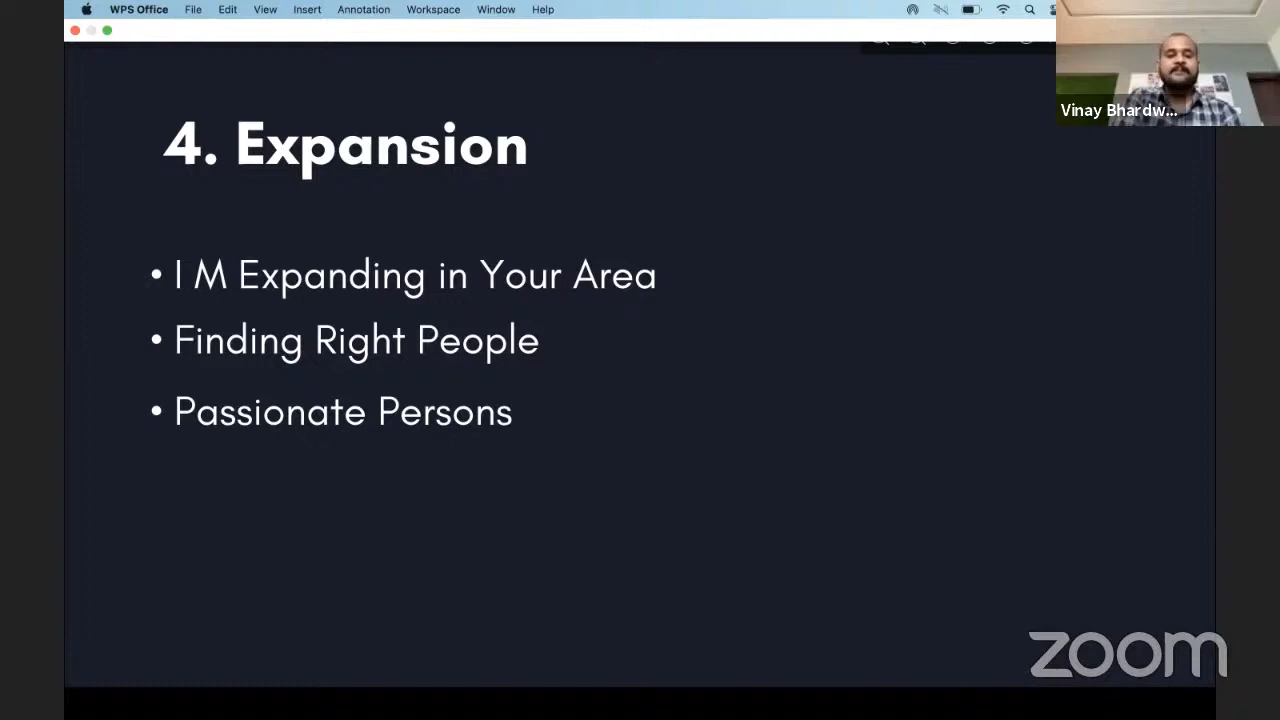 WPS Office File Edit View Insert Annotation Workspace Window Help
Vinay Bhardw...
4. Expansion
• I M Expanding in Your Area
• Finding Right People
• Passionate Persons
zoom